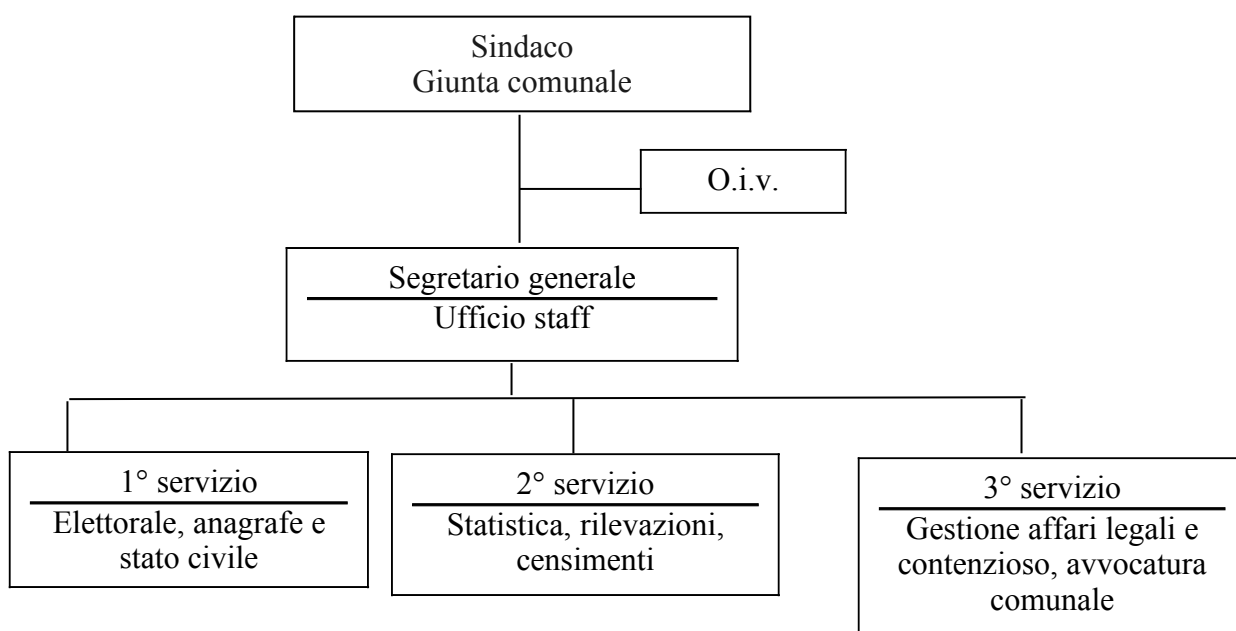 Sindaco
Giunta comunale
O.i.v.
Segretario generale
Ufficio staff
1° servizio
Elettorale, anagrafe e
stato civile
2° servizio
Statistica, rilevazioni,
censimenti
3° servizio
Gestione affari legali e
contenzioso, avvocatura
comunale